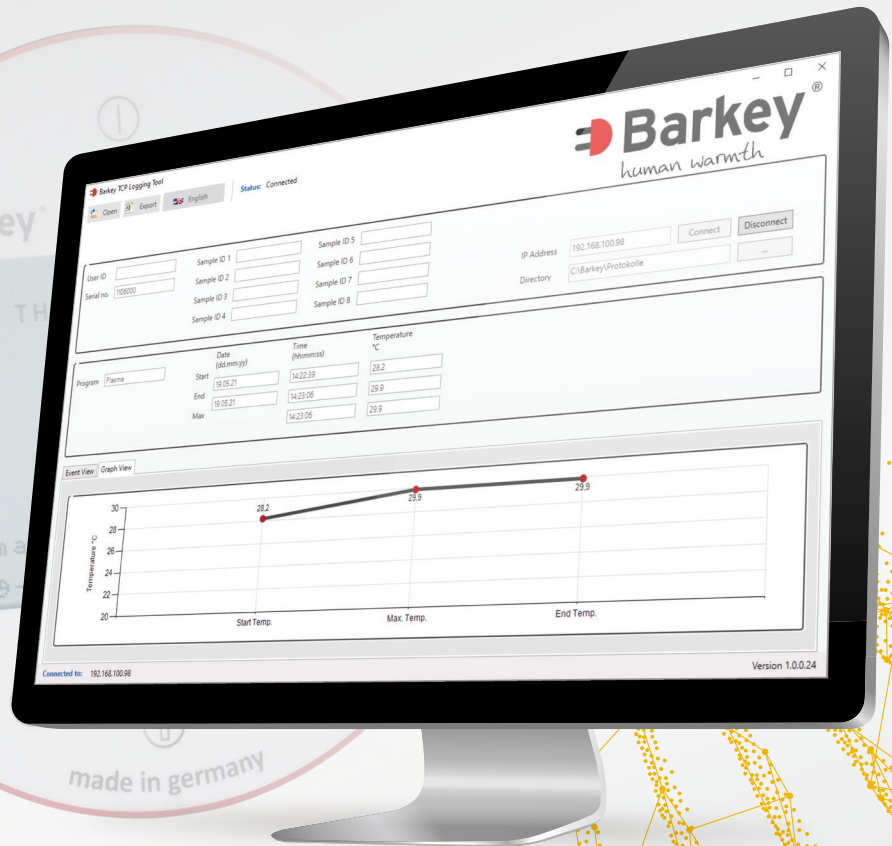 Barkey TCP Logging Tool
Open Export English Status: Connected
Barkey®
human warmth
User ID
Serial no. 1106000
Sample ID 1
Sample ID 2
Sample ID 3
Sample ID 4
Sample ID 5
Sample ID 6
Sample ID 7
Sample ID 8
IP Address 192.168.100.98 Connect Disconnect
Directory C:\Barkey\Protokolle ...
Program Plasma
Date (dd.mm.yy) Time (hh:mm:ss) Temperature °C
Start 19.05.21 14:22:39 28.2
End 19.05.21 14:23:06 29.9
Max 14:23:06 29.9
Event View Graph View
Temperature °C
30
28
26
24
22
20
28,2
29,9
29,9
Start Temp. Max. Temp. End Temp.
Connected to: 192.168.100.98 Version 1.0.0.24
ey
TH
made in germany